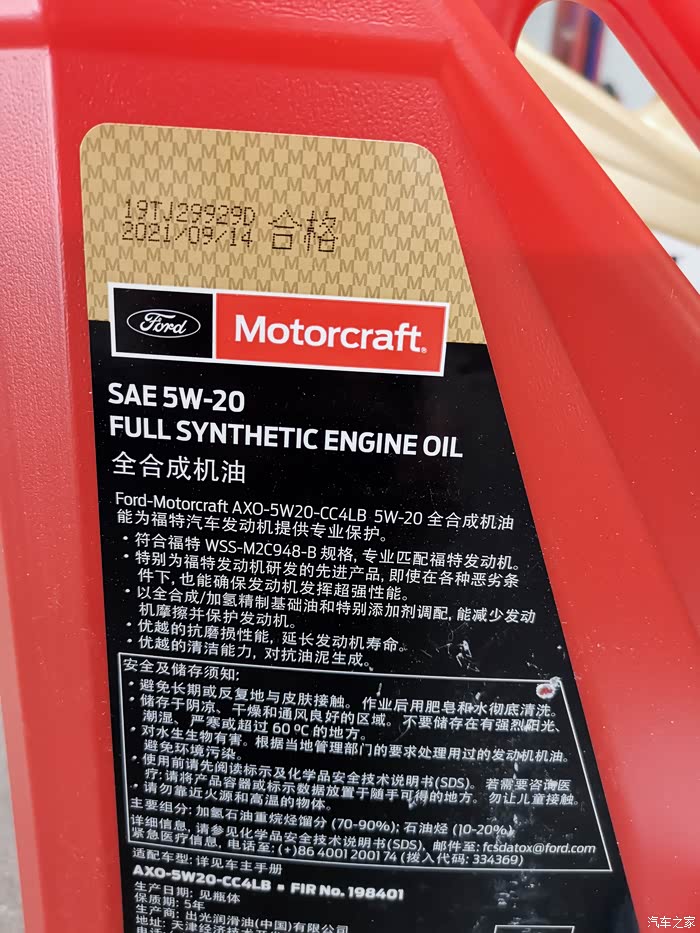 19TJ29929D
2021/09/14 合格
Ford Motorcraft®
SAE 5W-20
FULL SYNTHETIC ENGINE OIL
全合成机油
Ford-Motorcraft AXO-5W20-CC4LB 5W-20 全合成机油
能为福特汽车发动机提供专业保护。
• 符合福特 WSS-M2C948-B 规格, 专业匹配福特发动机。
• 特别为福特发动机研发的先进产品, 即使在各种恶劣条
件下, 也能确保发动机发挥超强性能。
• 以全合成/加氢精制基础油和特别添加剂调配, 能减少发动
机摩擦并保护发动机。
• 优越的抗磨损性能, 延长发动机寿命。
• 优越的清洁能力, 对抗油泥生成。
安全及储存须知:
• 避免长期或反复地与皮肤接触。作业后用肥皂和水彻底清洗。
• 储存于阴凉、干燥和通风良好的区域。不要储存在有强烈阳光、
潮湿、严寒或超过 60 ºC 的地方。
• 对水生生物有害。根据当地管理部门的要求处理用过的发动机机油。
避免环境污染。
• 使用前请先阅读标示及化学品安全技术说明书(SDS)。若需要咨询医
疗: 请将产品容器或标示数据放置于随手可得的地方。勿让儿童接触。
• 请勿靠近火源和高温的物体。
主要组分: 加氢石油重烷烃馏分 (70-90%); 石油烃 (10-20%)
详细信息, 请参见化学品安全技术说明书(SDS), 邮件至: fcsdatox@ford.com
紧急医疗信息, 电话至: (+)86 4001 200174 (拨入代码: 334369)
适配车型: 详见车主手册
AXO-5W20-CC4LB ▪ FIR No. 198401
生产日期: 见瓶体
保质期: 5年
生产商: 出光润滑油(中国)有限公司
地址: 天津经济技术开发
汽车之家